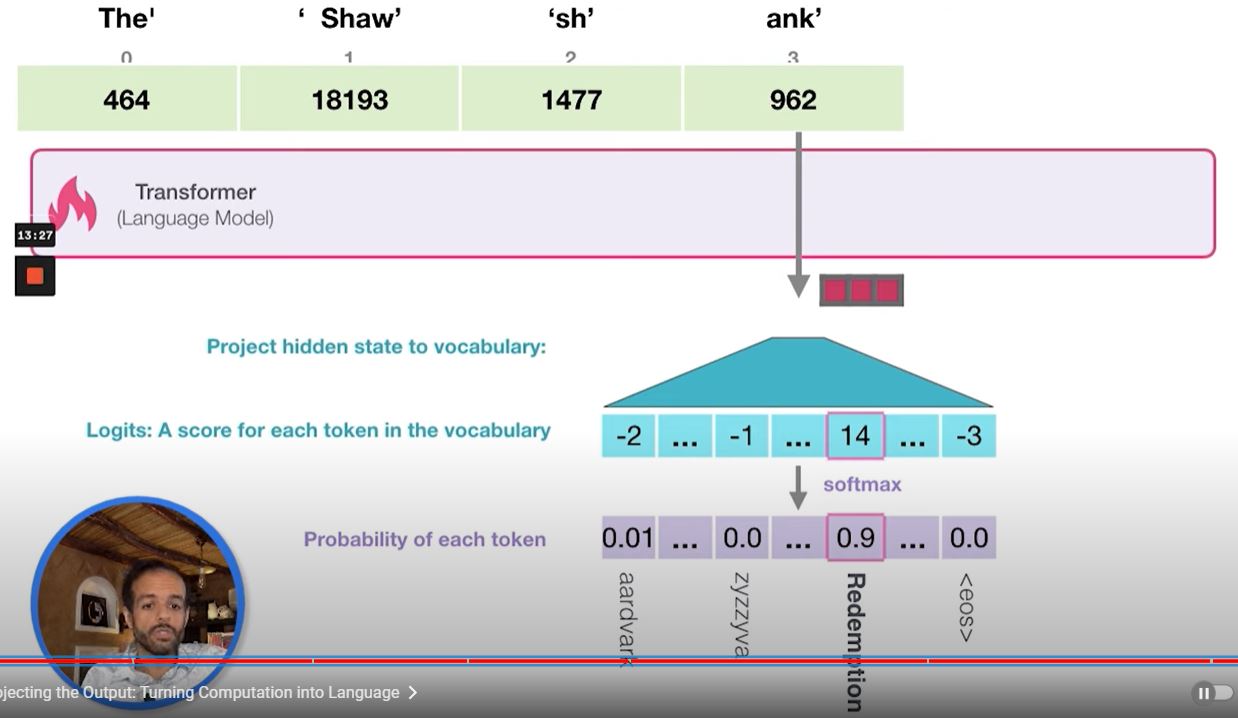 The' ‘ Shaw’ ‘sh’ ank’
0 1 2 3
464 18193 1477 962
Transformer
(Language Model)
13:27
Project hidden state to vocabulary:
Logits: A score for each token in the vocabulary
-2 ... -1 ... 14 ... -3
softmax
Probability of each token
0.01 ... 0.0 ... 0.9 ... 0.0
aardvark
zyzzyva
Redemption
<eos>
ojecting the Output: Turning Computation into Language